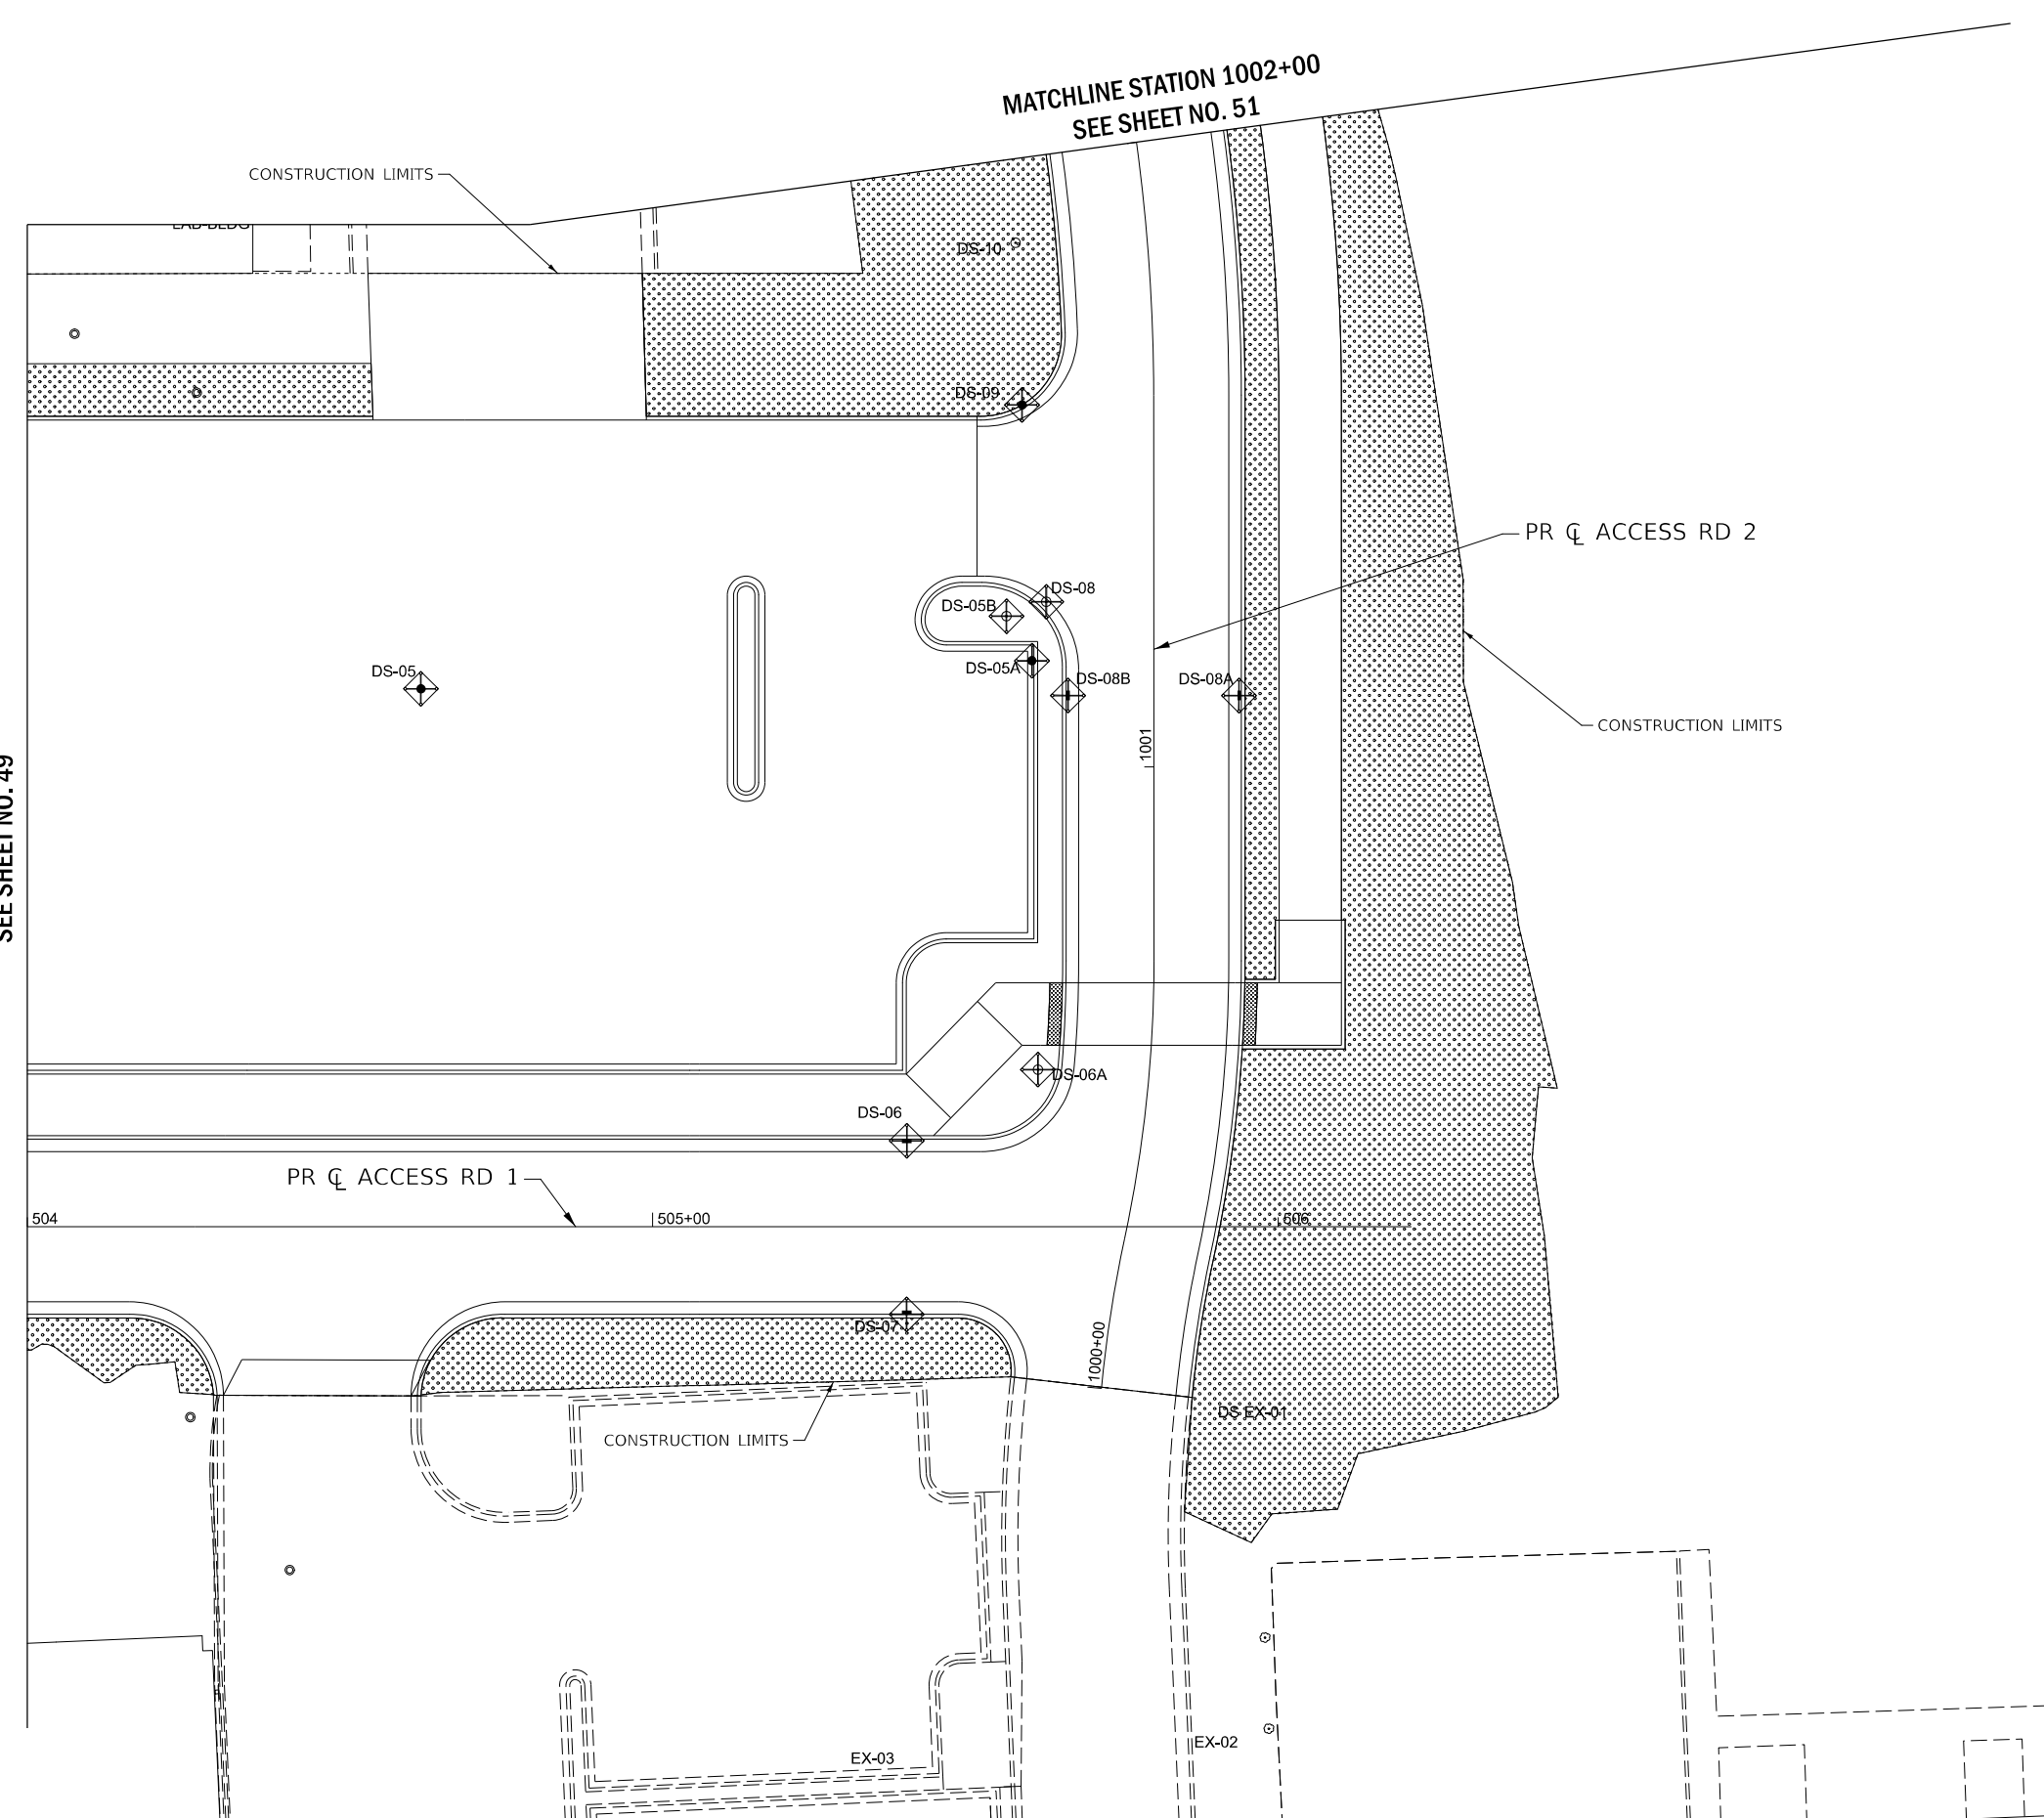 MATCHLINE STATION 1002+00
SEE SHEET NO. 51
CONSTRUCTION LIMITS
LAB-BLDG
DS-10
DS-09
PR ℄ ACCESS RD 2
DS-08
DS-05B
DS-05A
DS-05
DS-08B
DS-08A
CONSTRUCTION LIMITS
1001
SEE SHEET NO. 49
DS-06A
DS-06
PR ℄ ACCESS RD 1
504
505+00
506
DS-07
1000+00
DS EX-01
CONSTRUCTION LIMITS
EX-02
EX-03